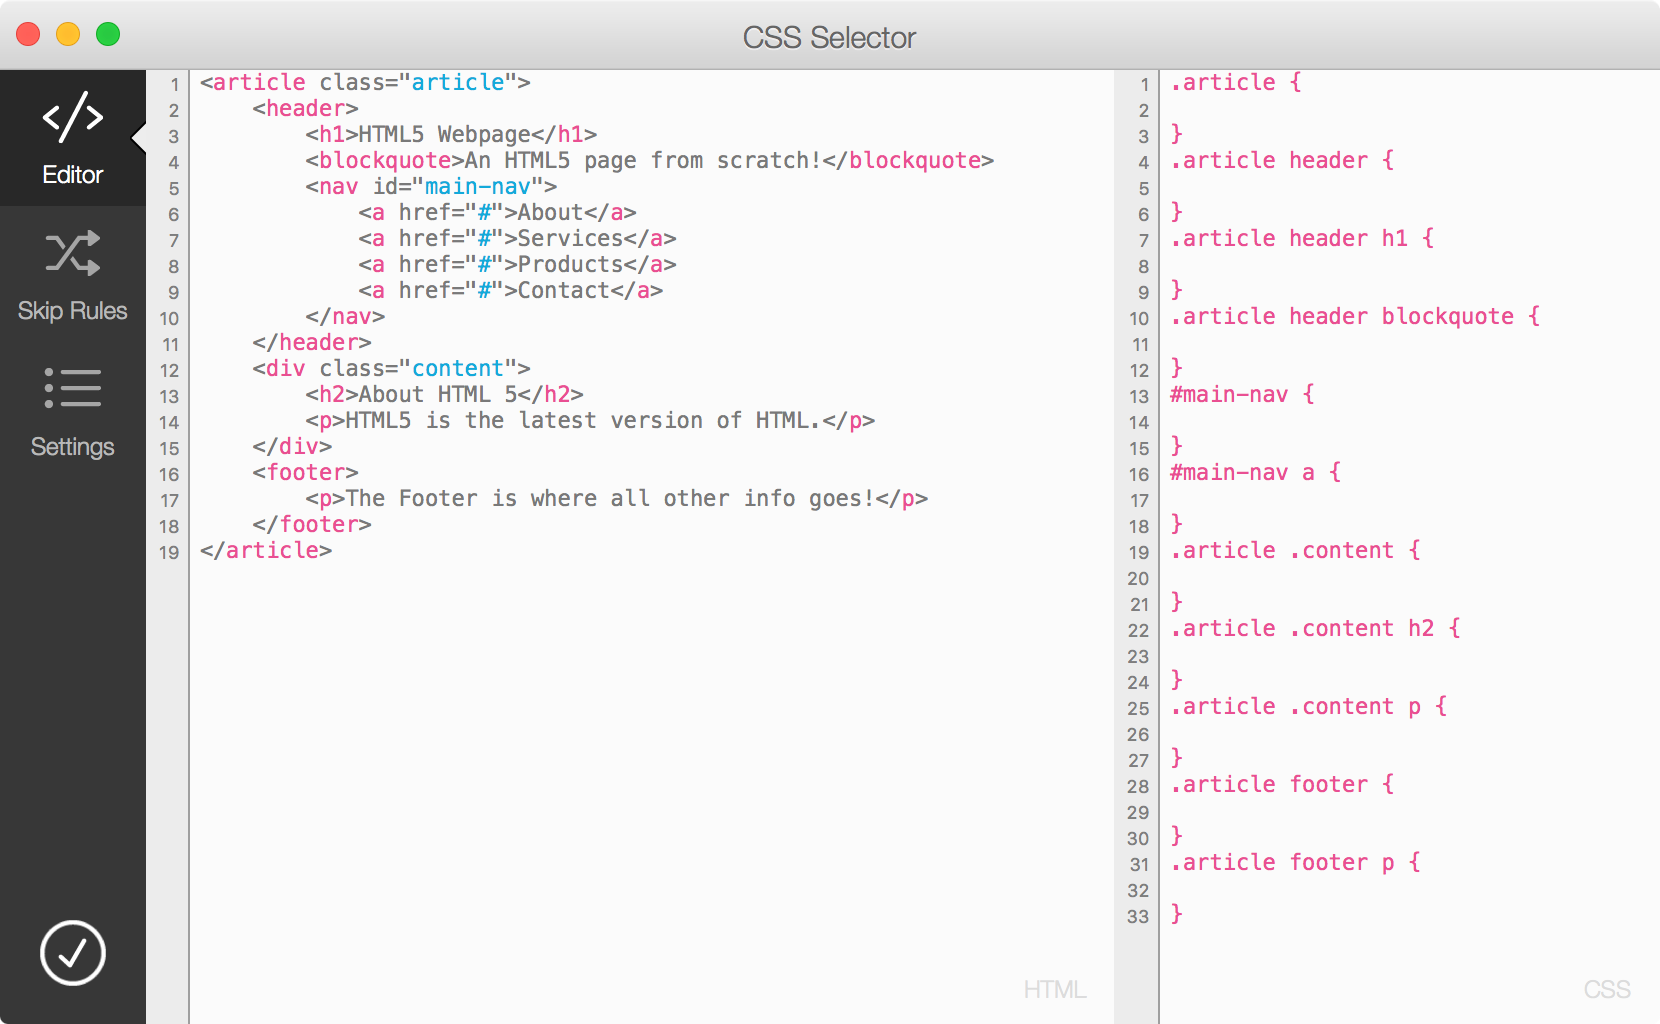 CSS Selector
Editor
Skip Rules
Settings
1 <article class="article">
2     <header>
3         <h1>HTML5 Webpage</h1>
4         <blockquote>An HTML5 page from scratch!</blockquote>
5         <nav id="main-nav">
6             <a href="#">About</a>
7             <a href="#">Services</a>
8             <a href="#">Products</a>
9             <a href="#">Contact</a>
10         </nav>
11     </header>
12     <div class="content">
13         <h2>About HTML 5</h2>
14         <p>HTML5 is the latest version of HTML.</p>
15     </div>
16     <footer>
17         <p>The Footer is where all other info goes!</p>
18     </footer>
19 </article>
HTML
1 .article {
2
3 }
4 .article header {
5
6 }
7 .article header h1 {
8
9 }
10 .article header blockquote {
11
12 }
13 #main-nav {
14
15 }
16 #main-nav a {
17
18 }
19 .article .content {
20
21 }
22 .article .content h2 {
23
24 }
25 .article .content p {
26
27 }
28 .article footer {
29
30 }
31 .article footer p {
32
33 }
CSS